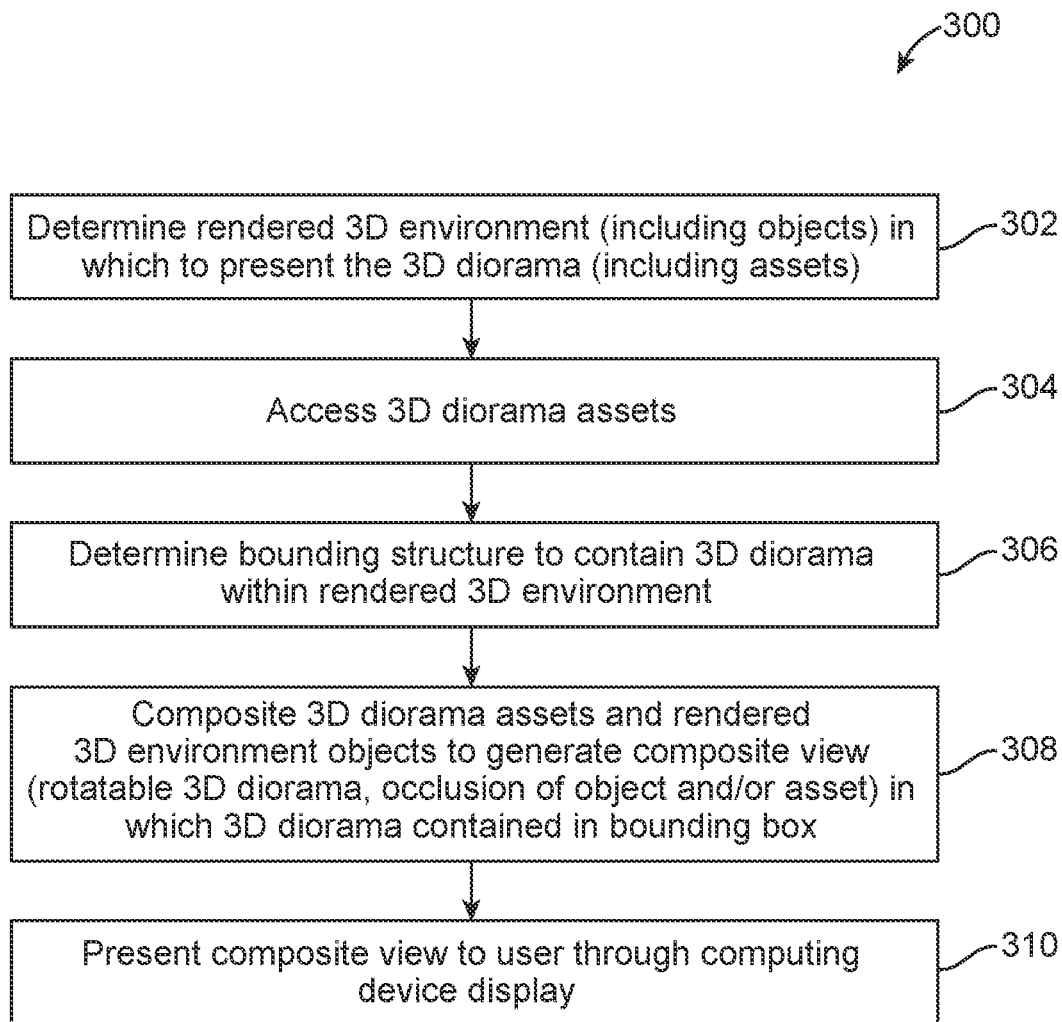 300
Determine rendered 3D environment (including objects) in
which to present the 3D diorama (including assets)
302
Access 3D diorama assets
304
Determine bounding structure to contain 3D diorama
within rendered 3D environment
306
Composite 3D diorama assets and rendered
3D environment objects to generate composite view
(rotatable 3D diorama, occlusion of object and/or asset) in
which 3D diorama contained in bounding box
308
Present composite view to user through computing
device display
310